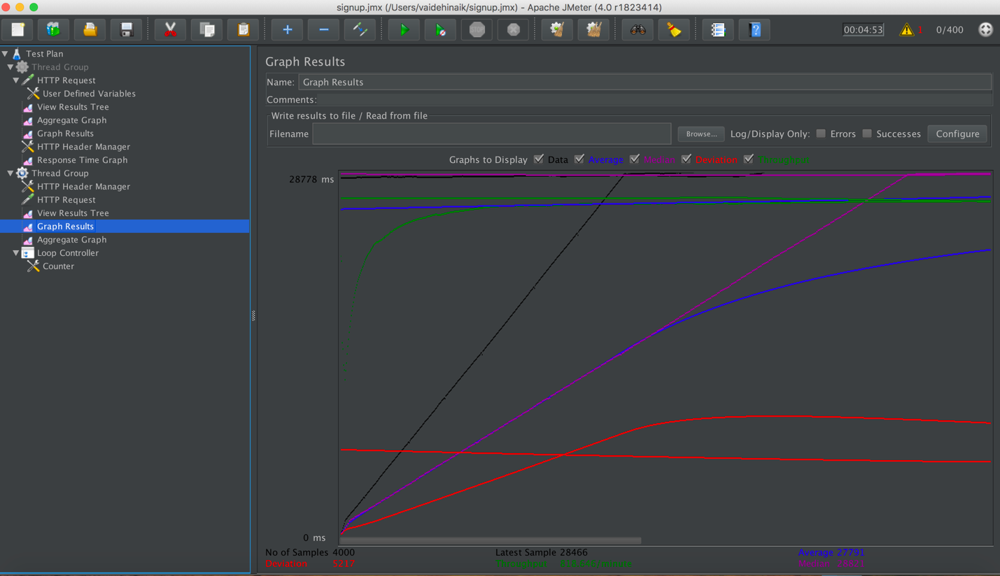 signup.jmx (/Users/vaidehinaik/signup.jmx) - Apache JMeter (4.0 r1823414)
STOP
00:04:53 1 0/400
Test Plan
Thread Group
HTTP Request
User Defined Variables
View Results Tree
Aggregate Graph
Graph Results
HTTP Header Manager
Response Time Graph
Thread Group
HTTP Header Manager
HTTP Request
View Results Tree
Graph Results
Aggregate Graph
Loop Controller
Counter
Graph Results
Name: Graph Results
Comments:
Write results to file / Read from file
Filename Browse... Log/Display Only: Errors Successes Configure
Graphs to Display Data Average Median Deviation Throughput
28778 ms
0 ms
No of Samples 4000 Latest Sample 28466 Average 27791
Deviation 5217 Throughput Median